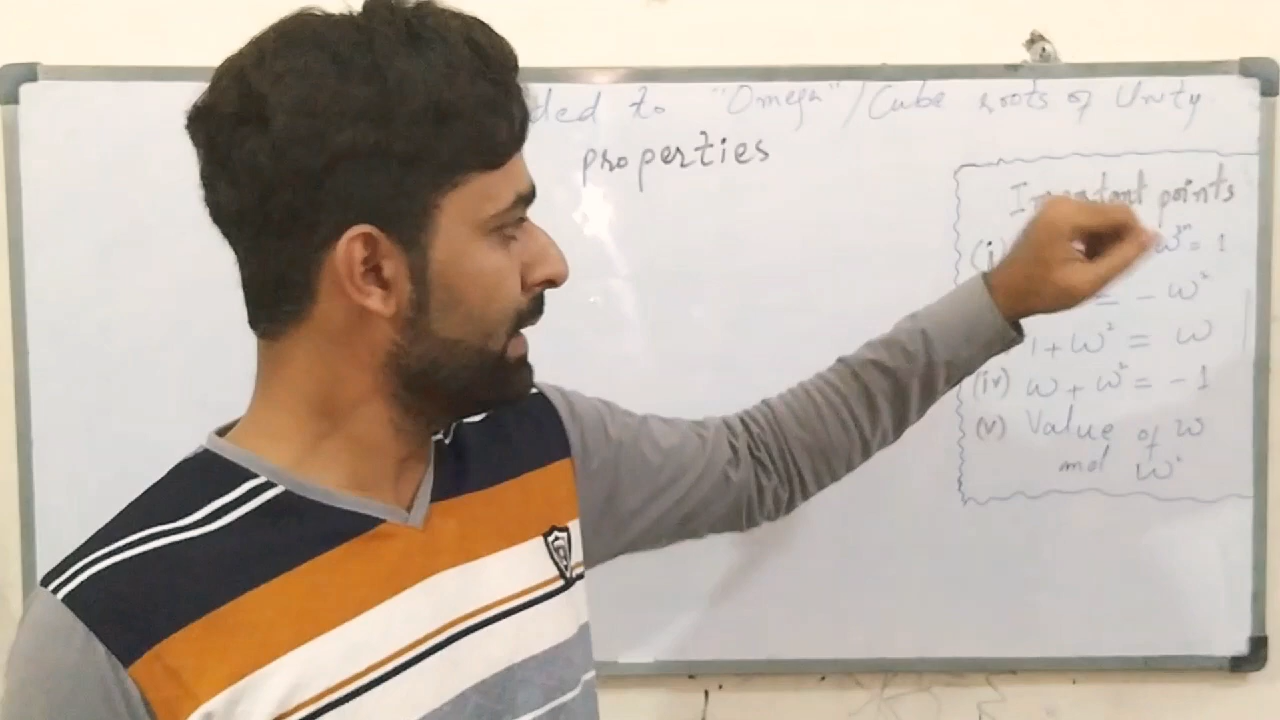 ded to "Omega"/Cube roots of Unity
properties
Important points
(i) ω³ⁿ = 1
= - ω²
1 + ω² = ω
(iv) ω + ω² = -1
(v) Value of ω
and ω²